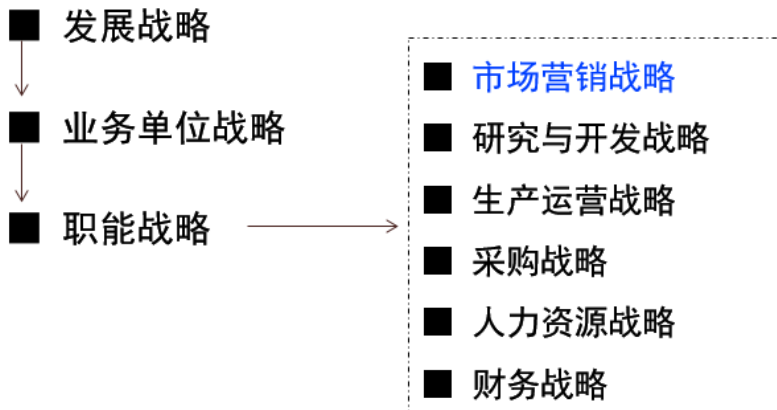 发展战略
业务单位战略
职能战略
市场营销战略
研究与开发战略
生产运营战略
采购战略
人力资源战略
财务战略